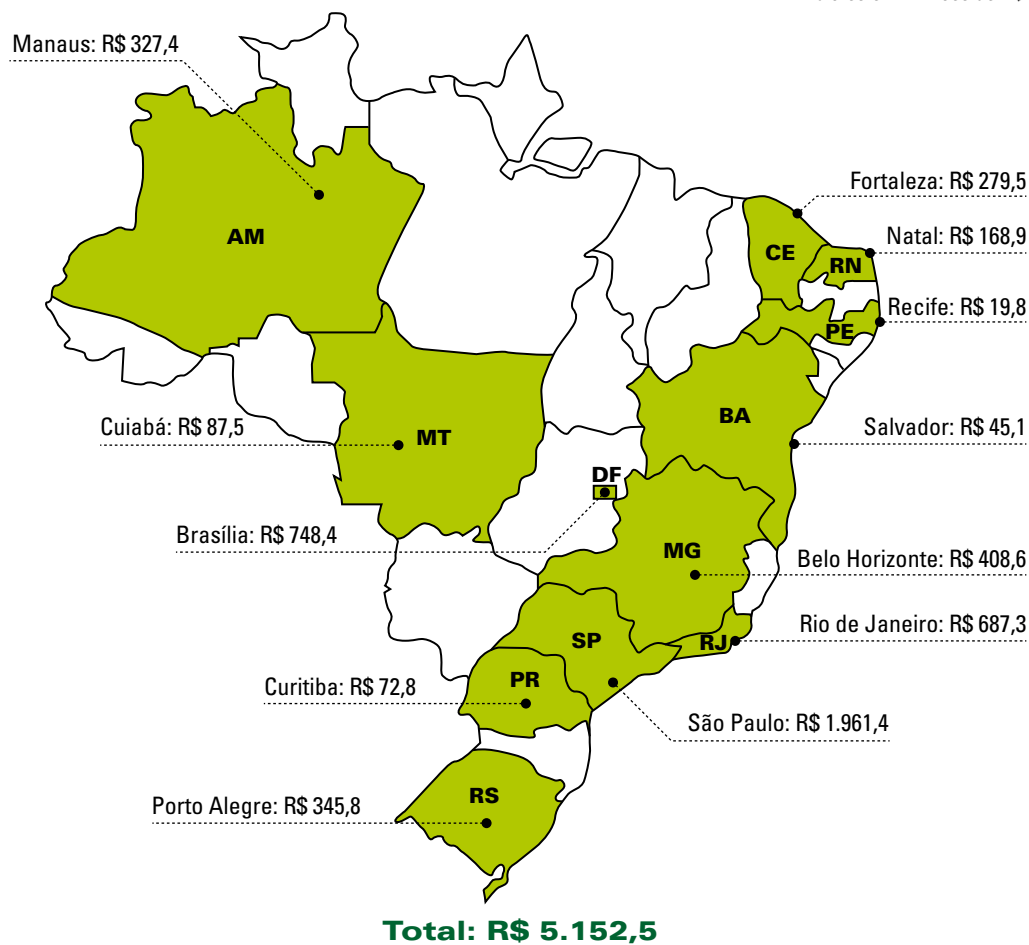 Manaus: R$ 327,4
Fortaleza: R$ 279,5
AM
CE
Natal: R$ 168,9
RN
Recife: R$ 19,8
PE
BA
Cuiabá: R$ 87,5
MT
Salvador: R$ 45,1
DF
Brasília: R$ 748,4
MG
Belo Horizonte: R$ 408,6
Rio de Janeiro: R$ 687,3
SP
RJ
PR
Curitiba: R$ 72,8
São Paulo: R$ 1.961,4
RS
Porto Alegre: R$ 345,8
Total: R$ 5.152,5